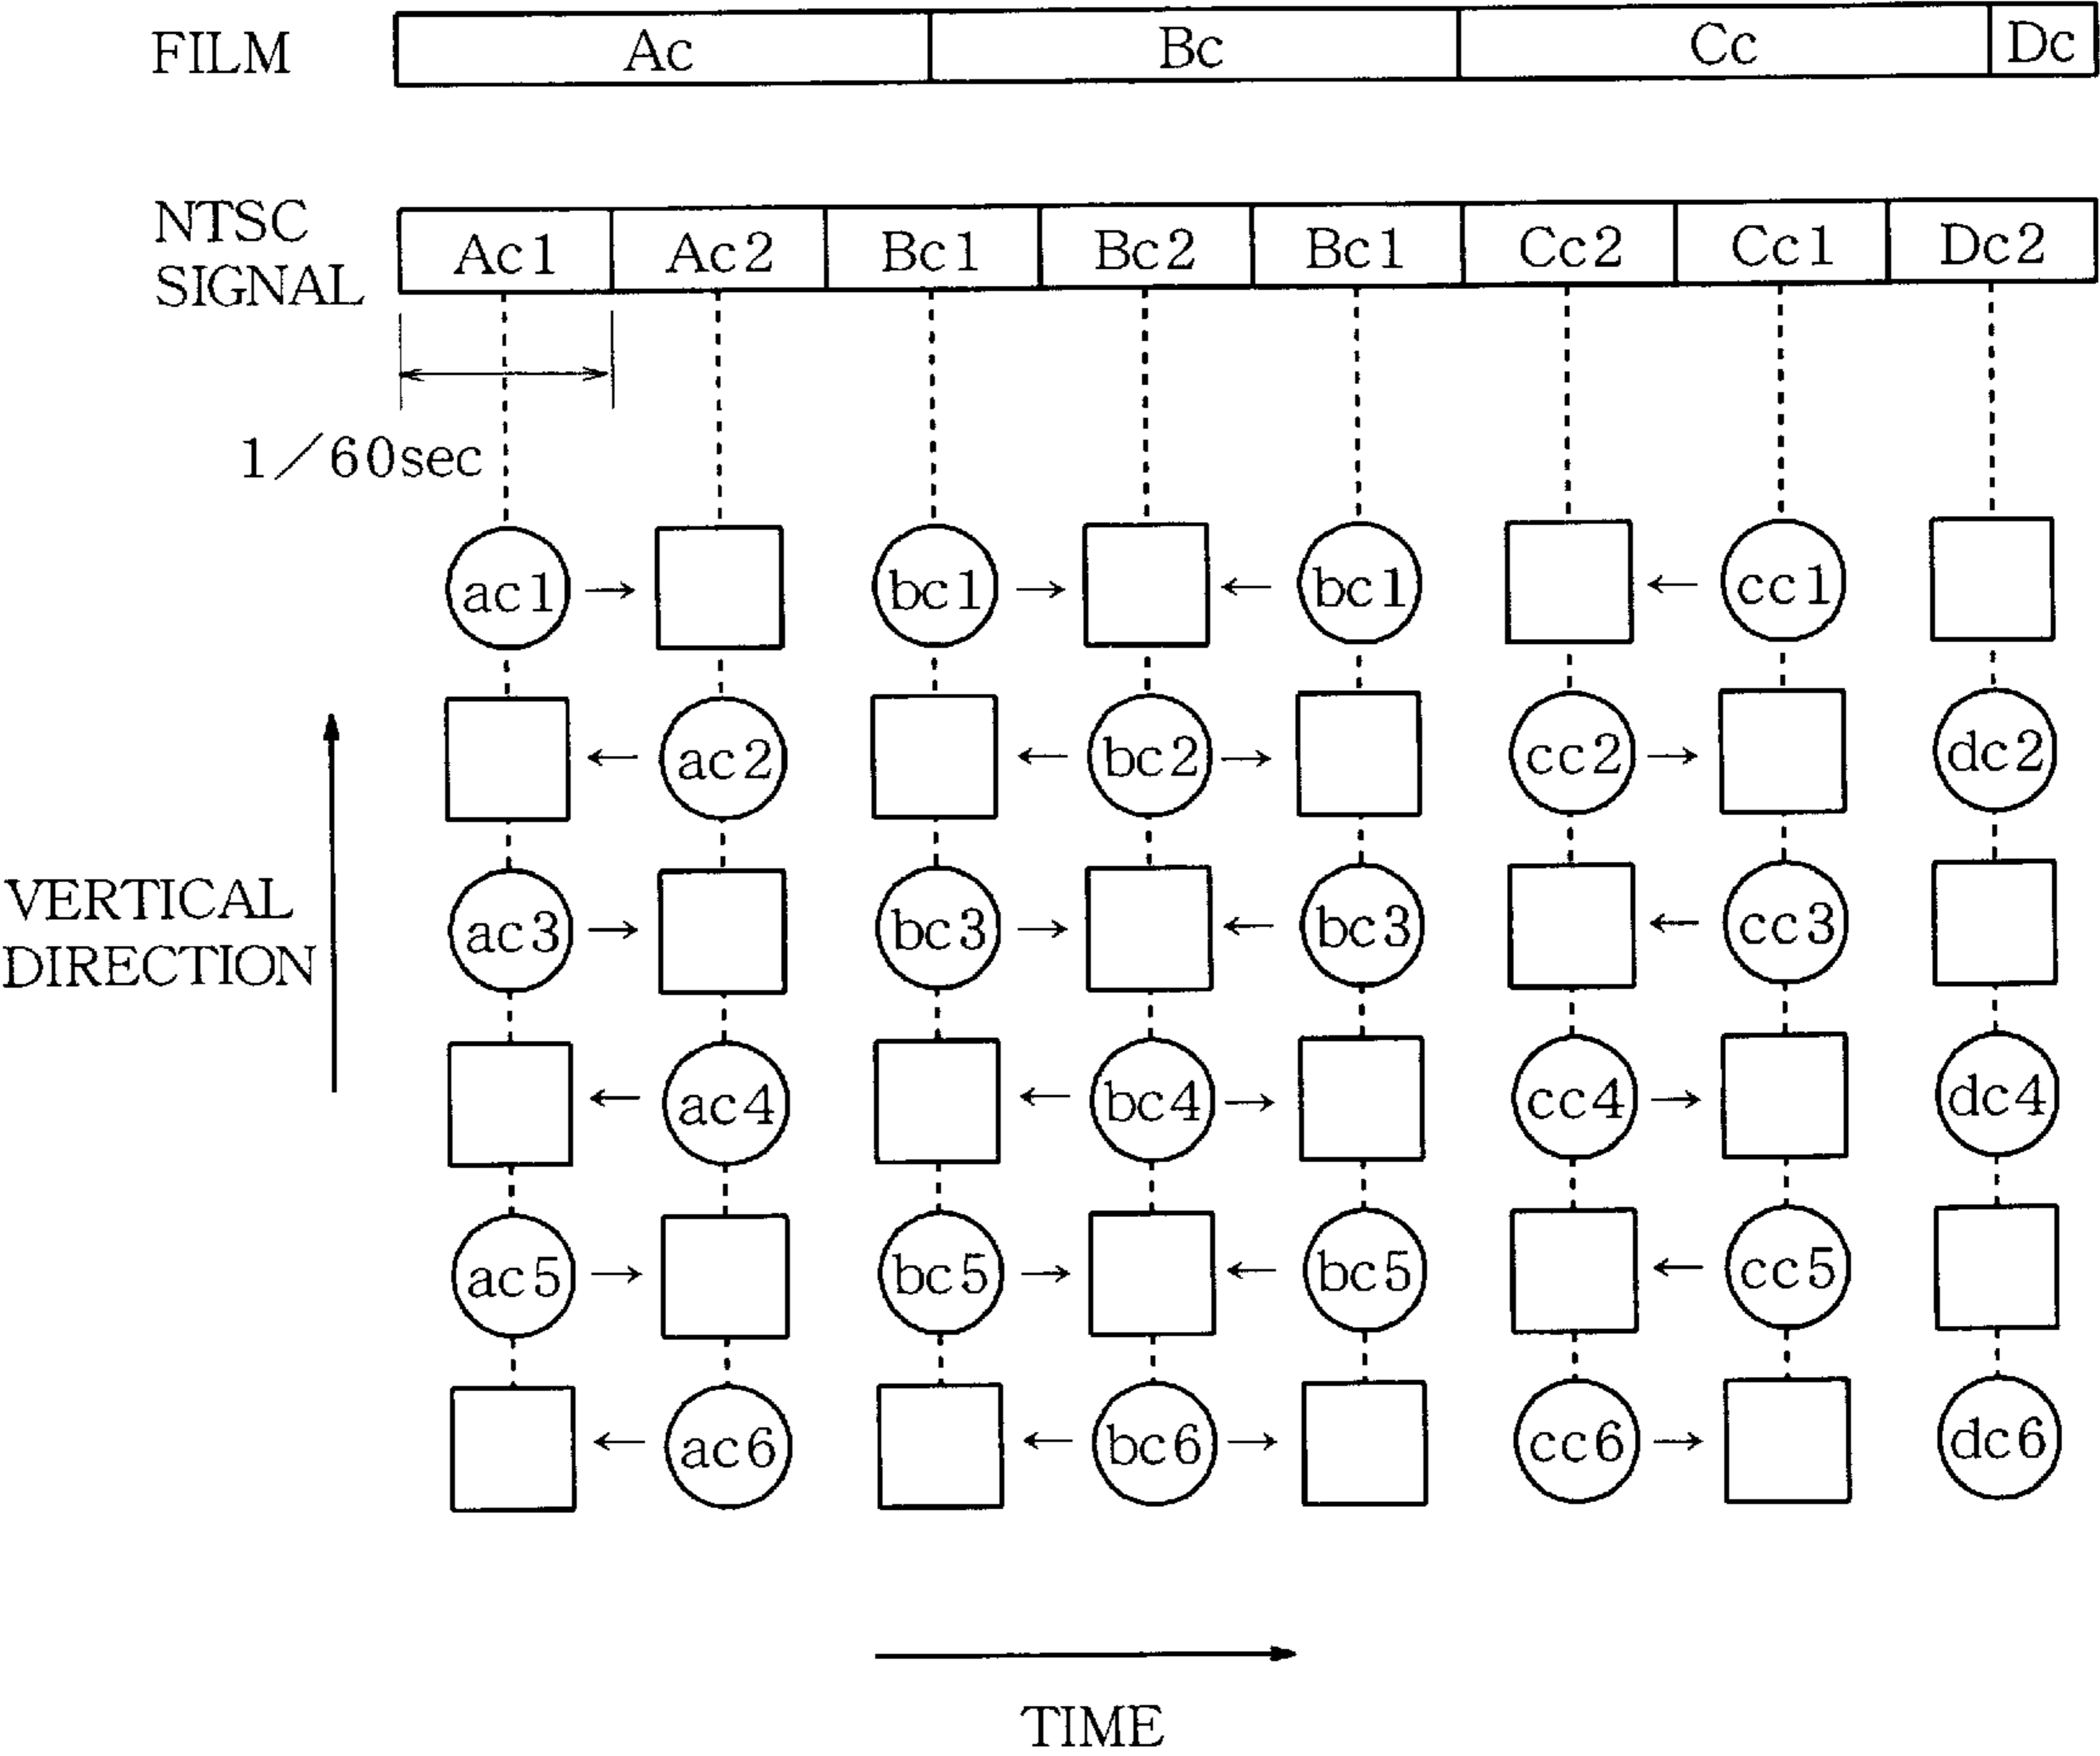 FILM Ac Bc Cc Dc
NTSC SIGNAL Ac1 Ac2 Bc1 Bc2 Bc1 Cc2 Cc1 Dc2
1/60sec
ac1 bc1 bc1 cc1
ac2 bc2 cc2 dc2
VERTICAL DIRECTION
ac3 bc3 bc3 cc3
ac4 bc4 cc4 dc4
ac5 bc5 bc5 cc5
ac6 bc6 cc6 dc6
TIME